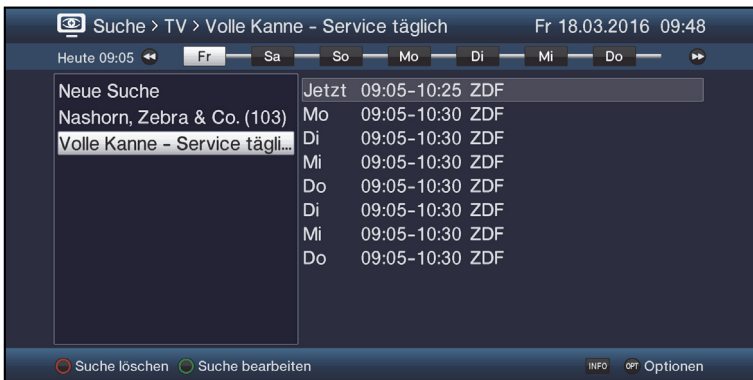 Suche > TV > Volle Kanne - Service täglich Fr 18.03.2016 09:48
Heute 09:05 Fr Sa So Mo Di Mi Do
Neue Suche
Nashorn, Zebra & Co. (103)
Volle Kanne - Service tägli...
Jetzt 09:05-10:25 ZDF
Mo 09:05-10:30 ZDF
Di 09:05-10:30 ZDF
Mi 09:05-10:30 ZDF
Do 09:05-10:30 ZDF
Di 09:05-10:30 ZDF
Mi 09:05-10:30 ZDF
Do 09:05-10:30 ZDF
Suche löschen Suche bearbeiten INFO OPT Optionen